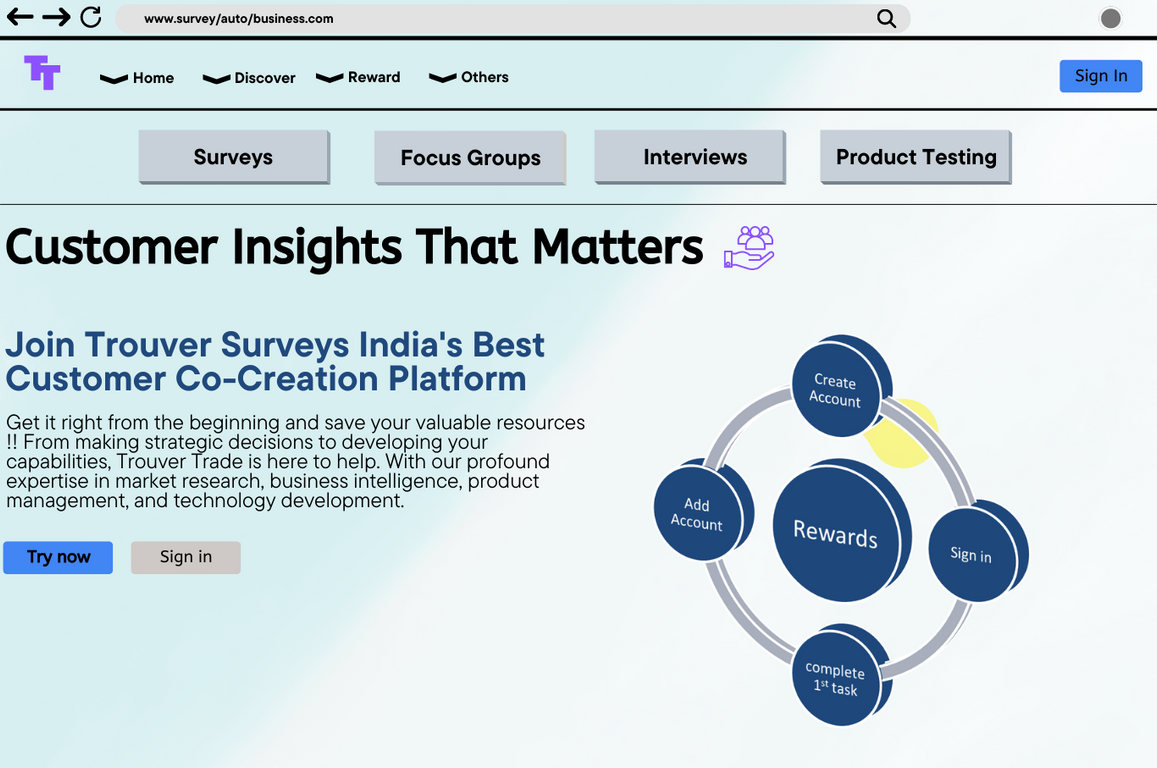 www.survey/auto/business.com
TT
Home Discover Reward Others
Sign In
Surveys Focus Groups Interviews Product Testing
Customer Insights That Matters
Join Trouver Surveys India's Best
Customer Co-Creation Platform
Get it right from the beginning and save your valuable resources
!! From making strategic decisions to developing your
capabilities, Trouver Trade is here to help. With our profound
expertise in market research, business intelligence, product
management, and technology development.
Try now Sign in
Create
Account
Add
Account
Rewards
Sign in
complete
1st task